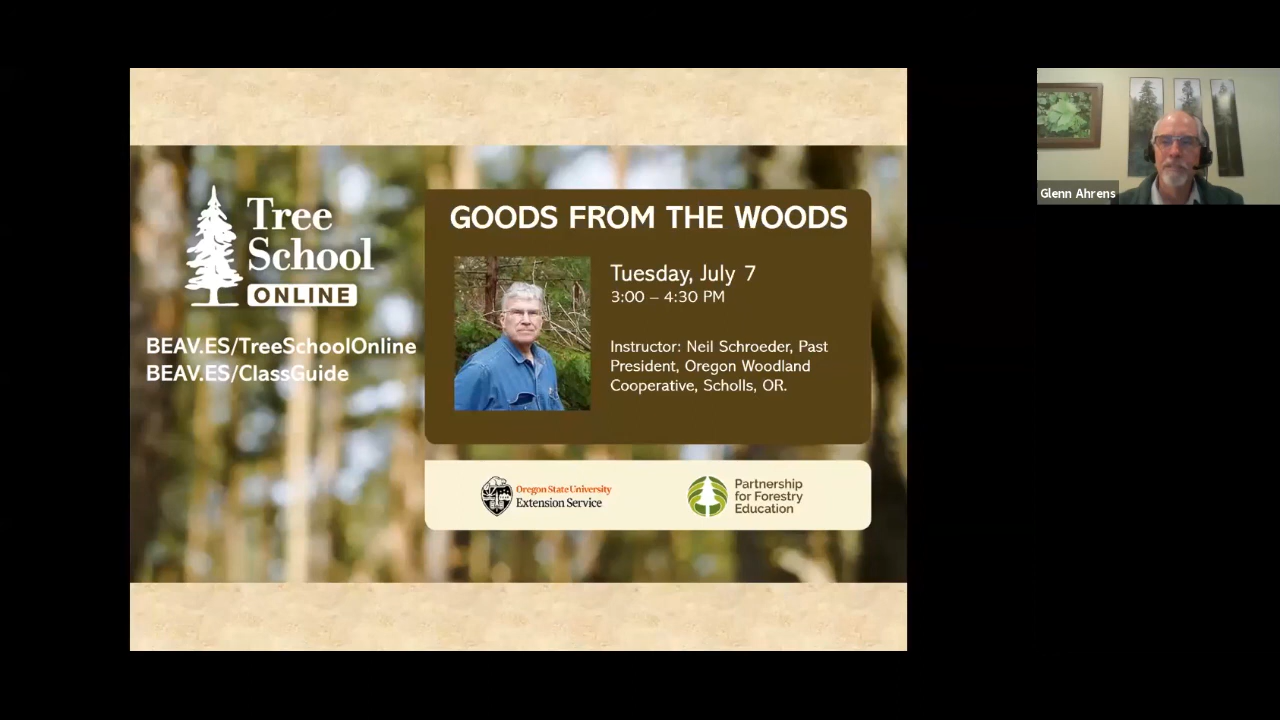 Tree
School
ONLINE
BEAV.ES/TreeSchoolOnline
BEAV.ES/ClassGuide
GOODS FROM THE WOODS
Tuesday, July 7
3:00 – 4:30 PM
Instructor: Neil Schroeder, Past
President, Oregon Woodland
Cooperative, Scholls, OR.
Oregon State University
Extension Service
Partnership
for Forestry
Education
Glenn Ahrens